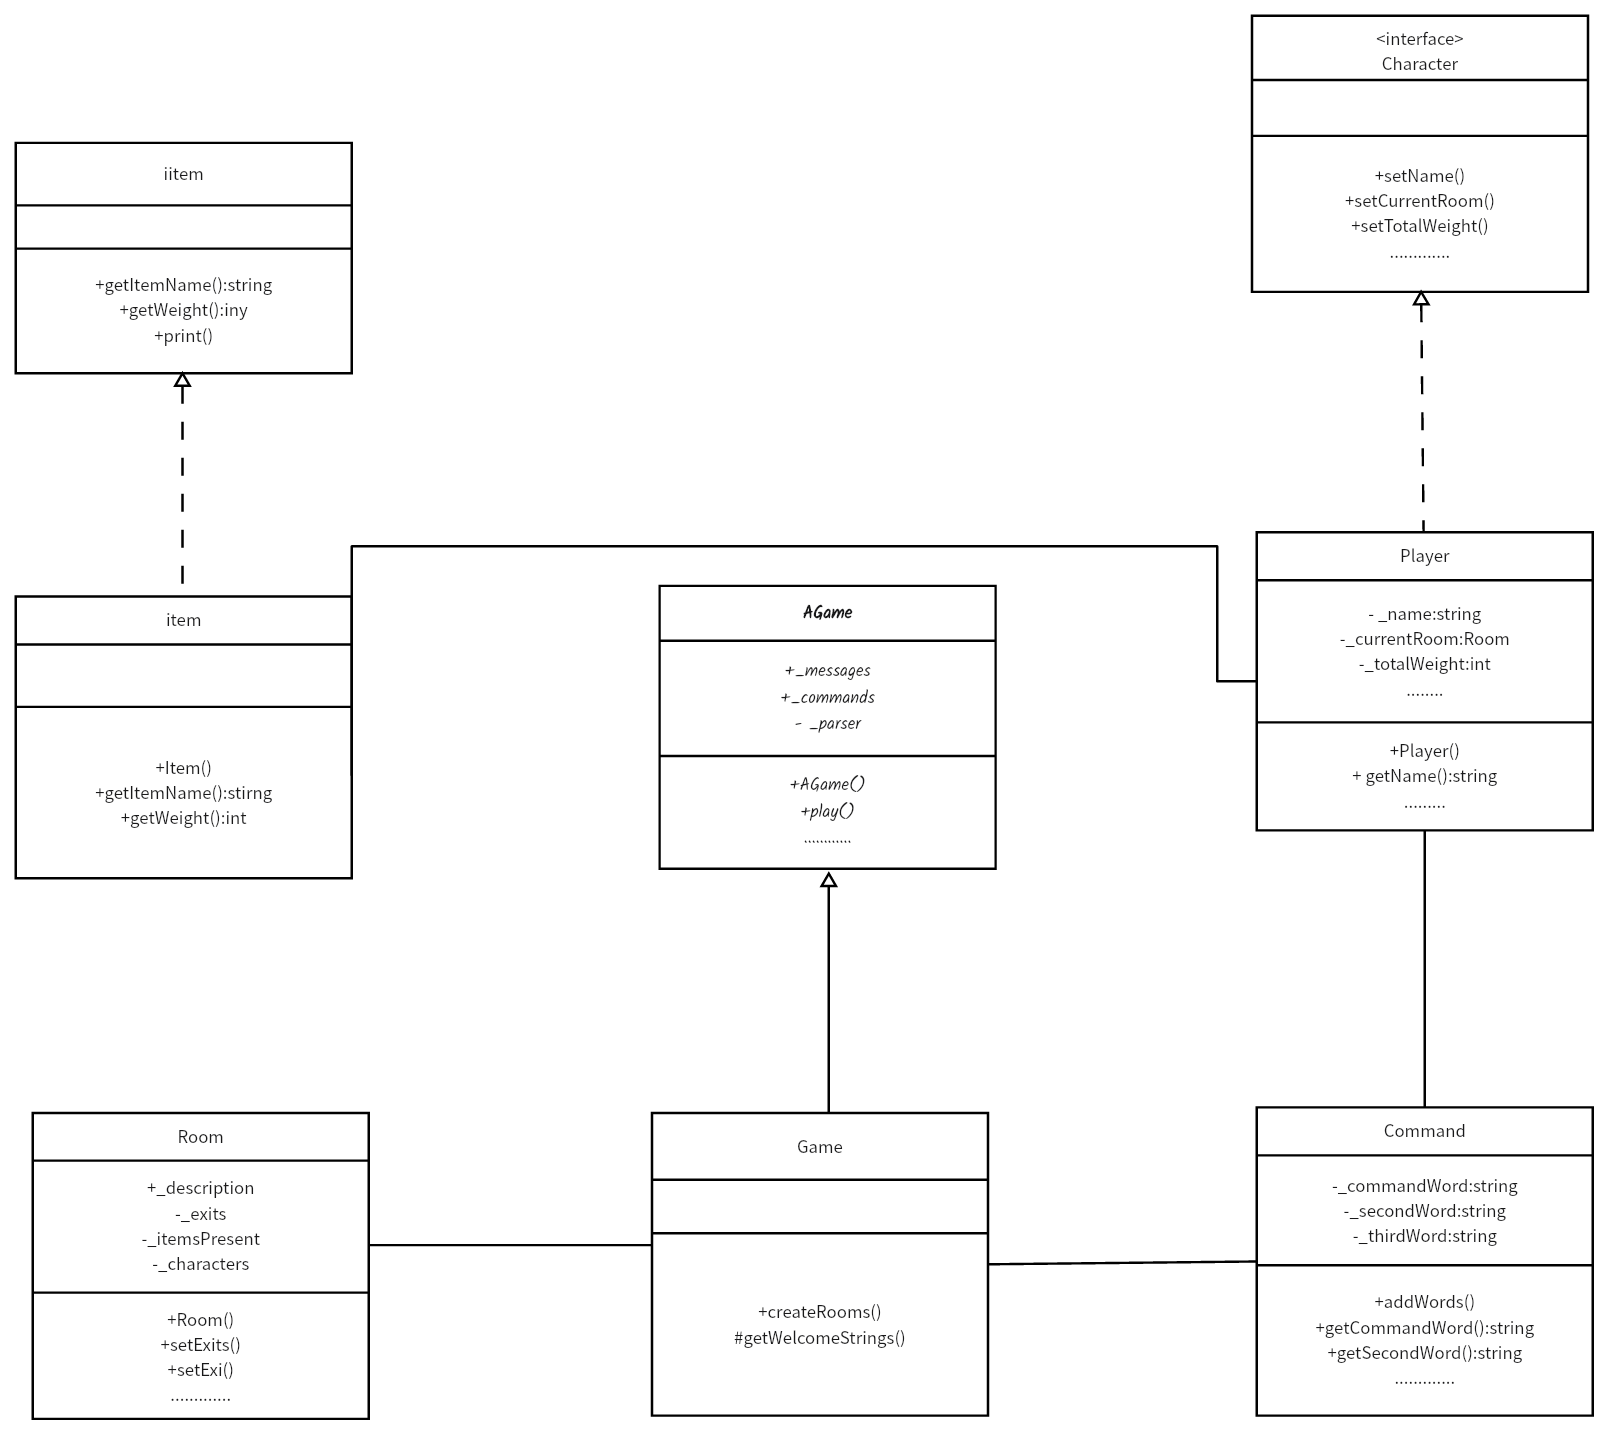 <interface>
Character
+setName()
+setCurrentRoom()
+setTotalWeight()
.............
iitem
+getItemName():string
+getWeight():iny
+print()
Player
- _name:string
-_currentRoom:Room
-_totalWeight:int
........
+Player()
+ getName():string
.........
item
+Item()
+getItemName():stirng
+getWeight():int
AGame
+_messages
+_commands
- _parser
+AGame()
+play()
............
Room
+_description
-_exits
-_itemsPresent
-_characters
+Room()
+setExits()
+setExi()
.............
Game
+createRooms()
#getWelcomeStrings()
Command
-_commandWord:string
-_secondWord:string
-_thirdWord:string
+addWords()
+getCommandWord():string
+getSecondWord():string
.............